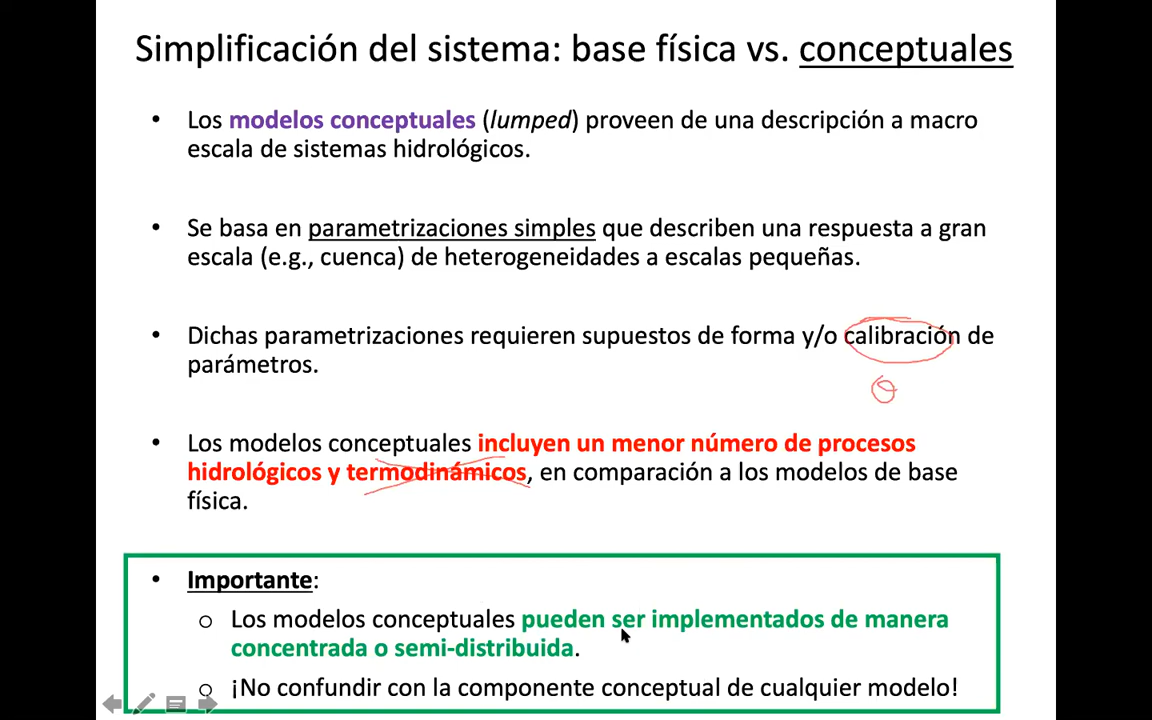 Simplificación del sistema: base física vs. conceptuales
• Los modelos conceptuales (lumped) proveen de una descripción a macro
escala de sistemas hidrológicos.
• Se basa en parametrizaciones simples que describen una respuesta a gran
escala (e.g., cuenca) de heterogeneidades a escalas pequeñas.
• Dichas parametrizaciones requieren supuestos de forma y/o calibración de
parámetros.
• Los modelos conceptuales incluyen un menor número de procesos
hidrológicos y termodinámicos, en comparación a los modelos de base
física.
• Importante:
o Los modelos conceptuales pueden ser implementados de manera
concentrada o semi-distribuida.
o ¡No confundir con la componente conceptual de cualquier modelo!